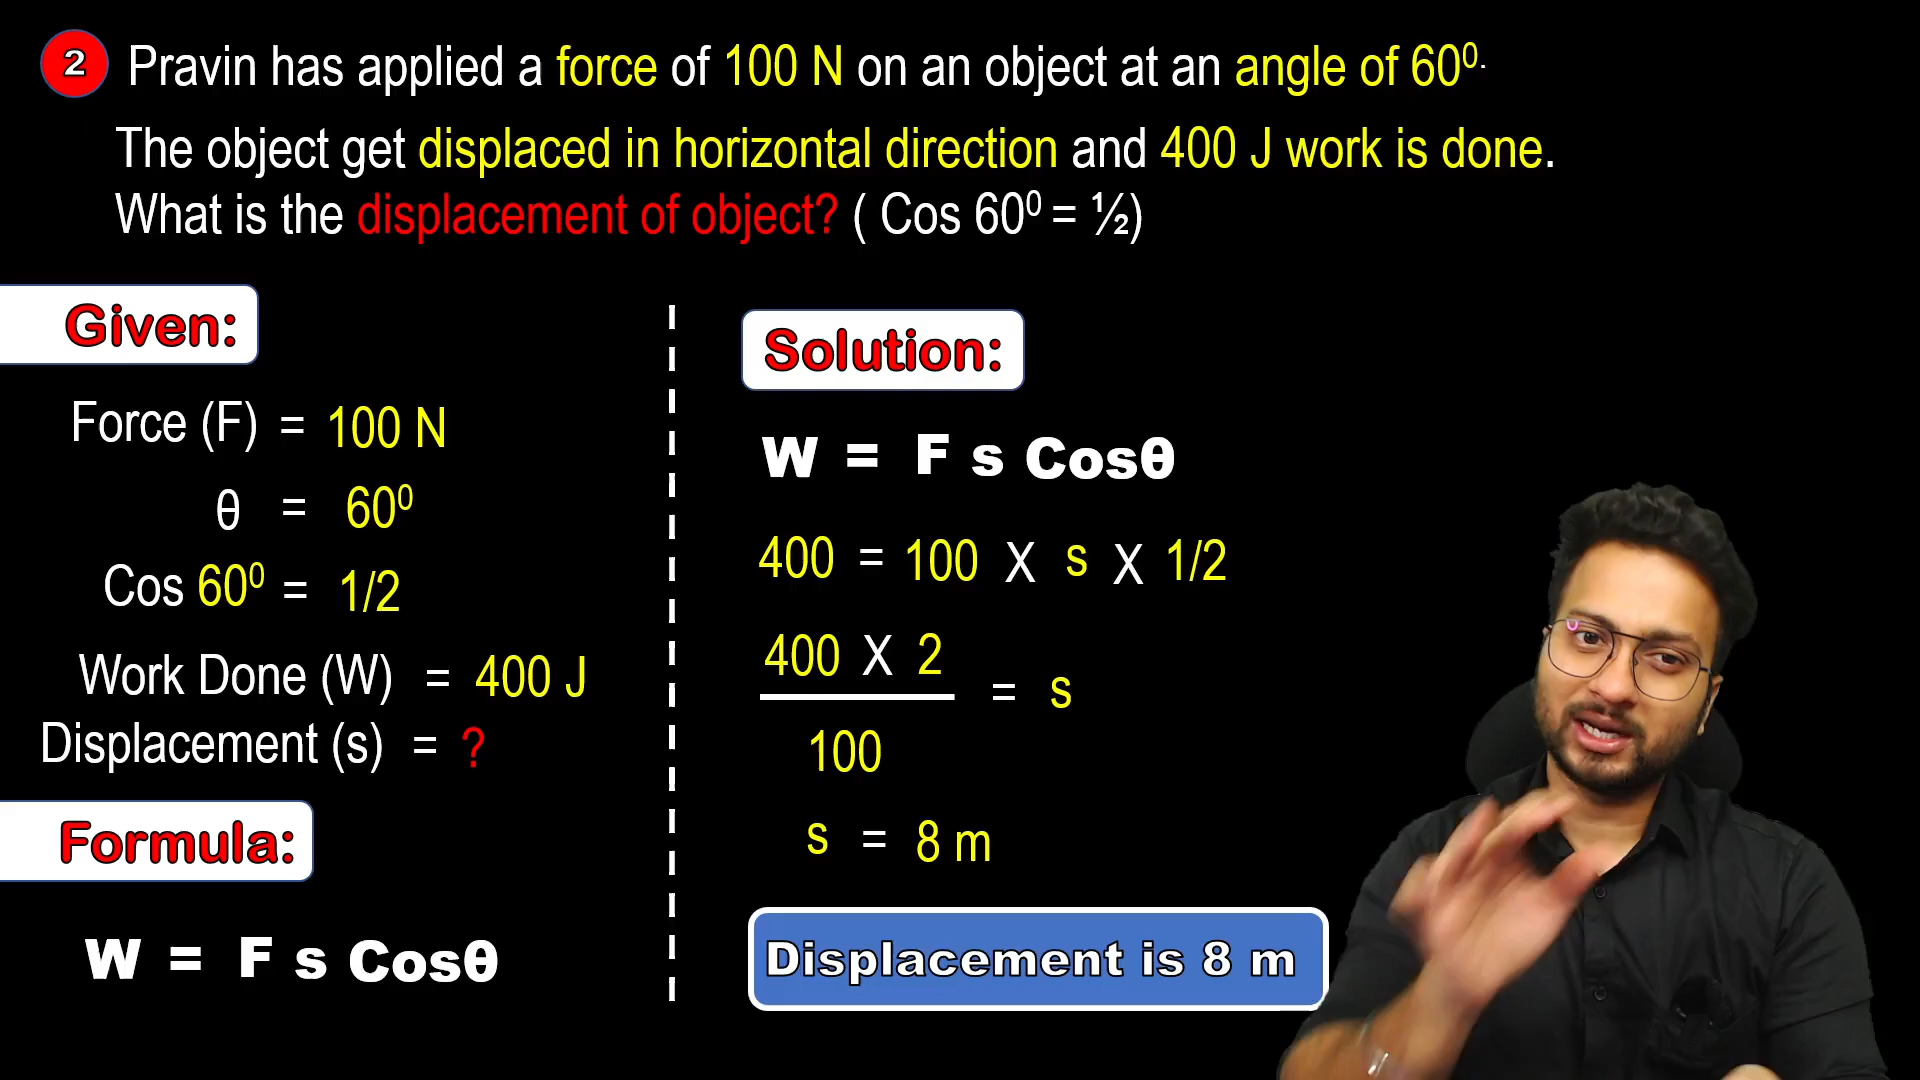 2 Pravin has applied a force of 100 N on an object at an angle of 60⁰.
The object get displaced in horizontal direction and 400 J work is done.
What is the displacement of object? ( Cos 60⁰ = ½)
Given:
Force (F) = 100 N
θ = 60⁰
Cos 60⁰ = 1/2
Work Done (W) = 400 J
Displacement (s) = ?
Formula:
W = F s Cosθ
Solution:
W = F s Cosθ
400 = 100 X s X 1/2
400 X 2
= s
100
s = 8 m
Displacement is 8 m